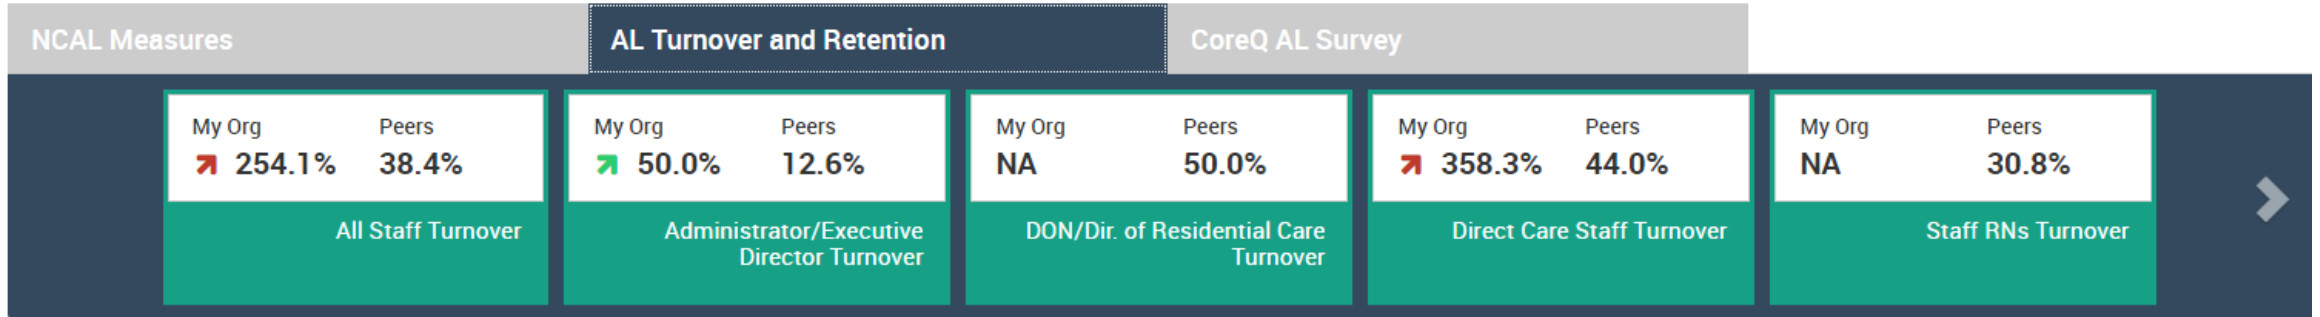 NCAL Measures
AL Turnover and Retention
CoreQ AL Survey
My Org Peers
254.1% 38.4%
All Staff Turnover
My Org Peers
50.0% 12.6%
Administrator/Executive
Director Turnover
My Org Peers
NA 50.0%
DON/Dir. of Residential Care
Turnover
My Org Peers
358.3% 44.0%
Direct Care Staff Turnover
My Org Peers
NA 30.8%
Staff RNs Turnover